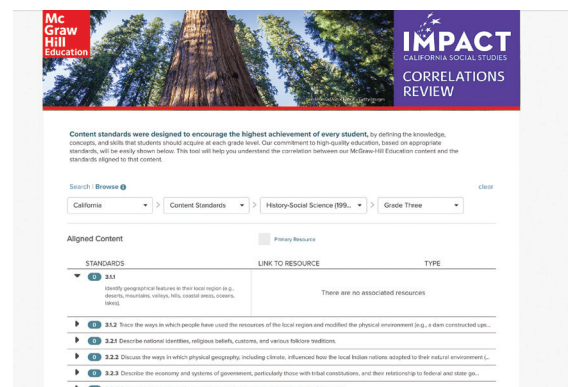 Mc
Graw
Hill
Education
IMPACT
CALIFORNIA SOCIAL STUDIES
CORRELATIONS
REVIEW
Content standards were designed to encourage the highest achievement of every student, by defining the knowledge,
concepts, and skills that students should acquire at each grade level. Our commitment to high-quality education, based on appropriate
standards, will be easily shown below. This tool will help you understand the correlation between our McGraw-Hill Education content and the
standards aligned to that content.
Search | Browse
clear
California > Content Standards > History-Social Science (199... > Grade Three
Aligned Content
Primary Resource
STANDARDS LINK TO RESOURCE TYPE
0 3.1.1
Identify geographical features in their local region (e.g.,
deserts, mountains, valleys, hills, coastal areas, oceans,
lakes).
There are no associated resources
0 3.1.2 Trace the ways in which people have used the resources of the local region and modified the physical environment (e.g., a dam constructed ups...
0 3.2.1 Describe national identities, religious beliefs, customs, and various folklore traditions.
0 3.2.2 Discuss the ways in which physical geography, including climate, influenced how the local Indian nations adapted to their natural environment (...
0 3.2.3 Describe the economy and systems of government, particularly those with tribal constitutions, and their relationship to federal and state go...